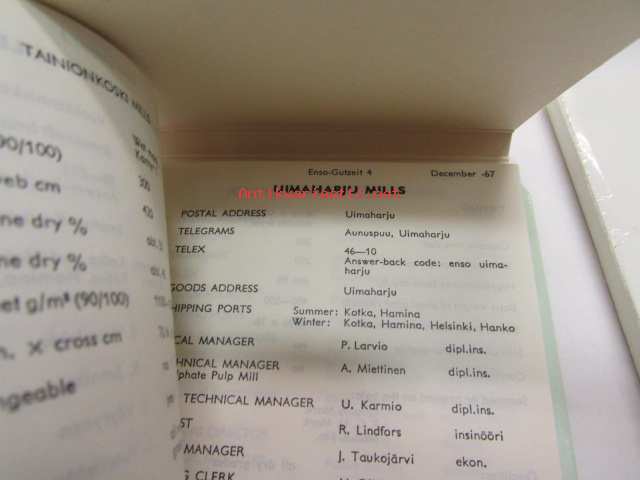 TAINIONKOSKI MILLS
90/100)
eb cm 300
ne dry % 420
ne dry %
et g/m² (90/100)
× cross cm
ngeable
Enso-Gutzeit 4 December -67
UIMAHARJU MILLS
POSTAL ADDRESS Uimaharju
TELEGRAMS Aunuspuu, Uimaharju
TELEX 46—10
Answer-back code: enso uima-
harju
GOODS ADDRESS Uimaharju
HIPPING PORTS Summer: Kotka, Hamina
Winter: Kotka, Hamina, Helsinki, Hanko
CAL MANAGER P. Larvio dipl.ins.
CHNICAL MANAGER A. Miettinen dipl.ins.
lphate Pulp Mill
TECHNICAL MANAGER U. Karmio dipl.ins.
ST R. Lindfors insinööri
MANAGER J. Taukojärvi ekon.
G CLERK